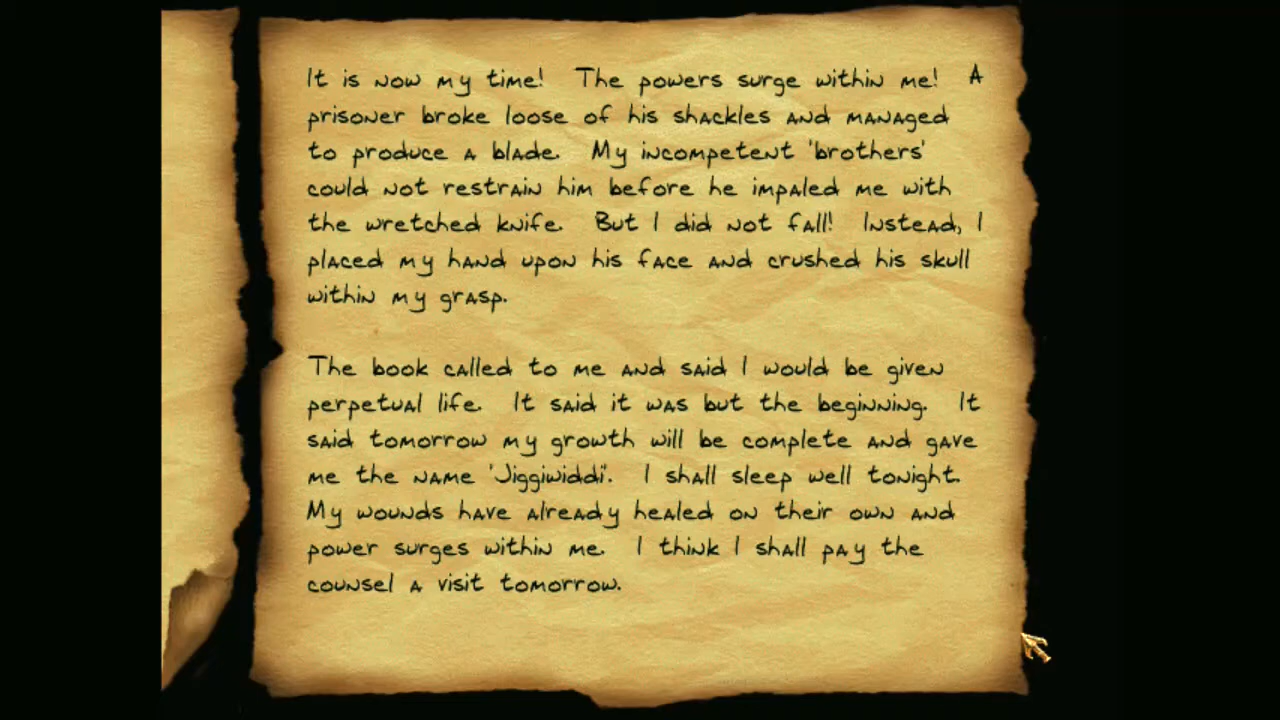 It is now my time!  The powers surge within me!  A
prisoner broke loose of his shackles and managed
to produce a blade.  My incompetent 'brothers'
could not restrain him before he impaled me with
the wretched knife.  But I did not fall!  Instead, I
placed my hand upon his face and crushed his skull
within my grasp.
The book called to me and said I would be given
perpetual life.  It said it was but the beginning.  It
said tomorrow my growth will be complete and gave
me the name 'Jiggiwiddi'.  I shall sleep well tonight.
My wounds have already healed on their own and
power surges within me.  I think I shall pay the
counsel a visit tomorrow.